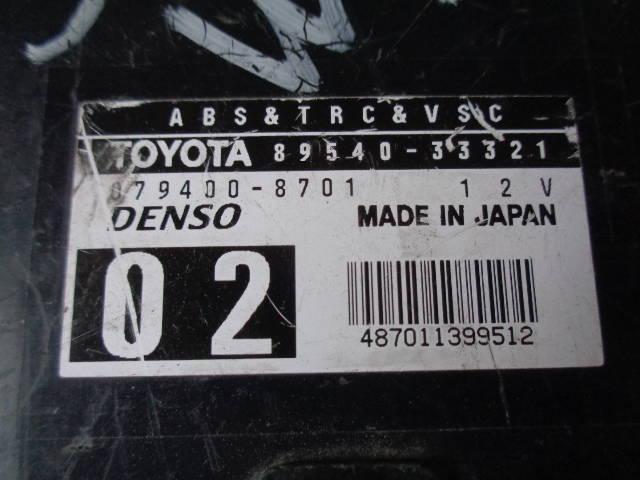 ABS&TRC&VSC
TOYOTA 89540-33321
079400-8701 12V
DENSO MADE IN JAPAN
02
487011399512